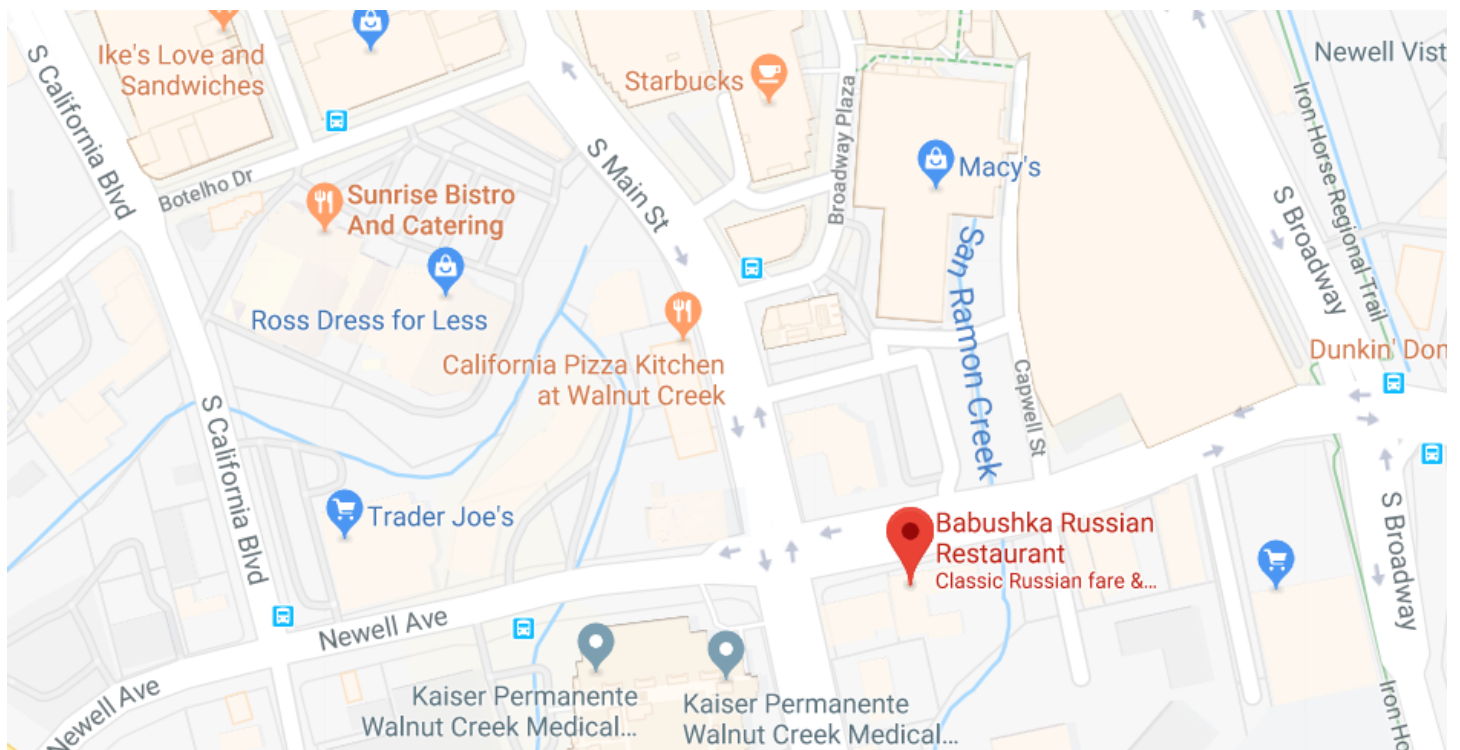 Ike's Love and
Sandwiches
S California Blvd
Starbucks
Newell Vist
Broadway Plaza
Iron Horse Regional Trail
S Main St
Macy's
Botelho Dr
Sunrise Bistro
And Catering
S Broadway
San Ramon Creek
Ross Dress for Less
California Pizza Kitchen
at Walnut Creek
Dunkin' Don
Capwell St
S California Blvd
Trader Joe's
Babushka Russian
Restaurant
Classic Russian fare &...
S Broadway
Newell Ave
Newell Ave
Kaiser Permanente
Walnut Creek Medical...
Kaiser Permanente
Walnut Creek Medical...
Iron Ho